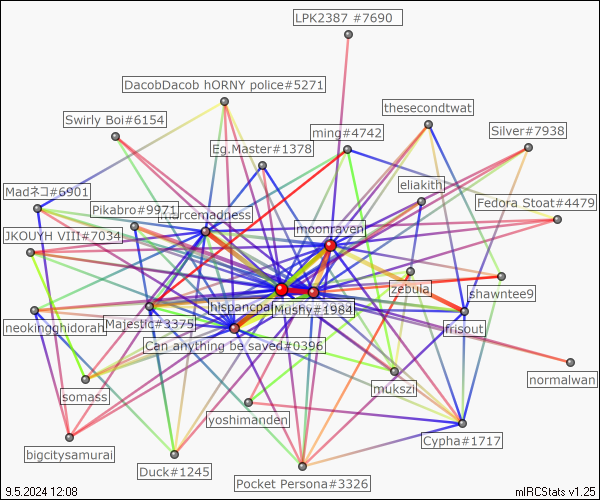 LPK2387 #7690
DacobDacob hORNY police#5271
thesecondtwat
Swirly Boi#6154
ming#4742
Silver#7938
Eg.Master#1378
eliakith
Madネコ#6901
Fedora Stoat#4479
Pikabro#9971
moonraven
JKOUYH VIII#7034
zebula
shawntee9
hispancpa
Mushy#1984
neokingghidorah
Majestic#3375
frisout
Can anything be saved#0396
normalwan
somass
mukszi
yoshimanden
Cypha#1717
bigcitysamurai
Duck#1245
Pocket Persona#3326
9.5.2024 12:08
mIRCStats v1.25